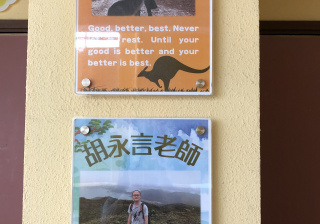 Good, better, best. Never
rest. Until your
good is better and your
better is best.
胡永言老師